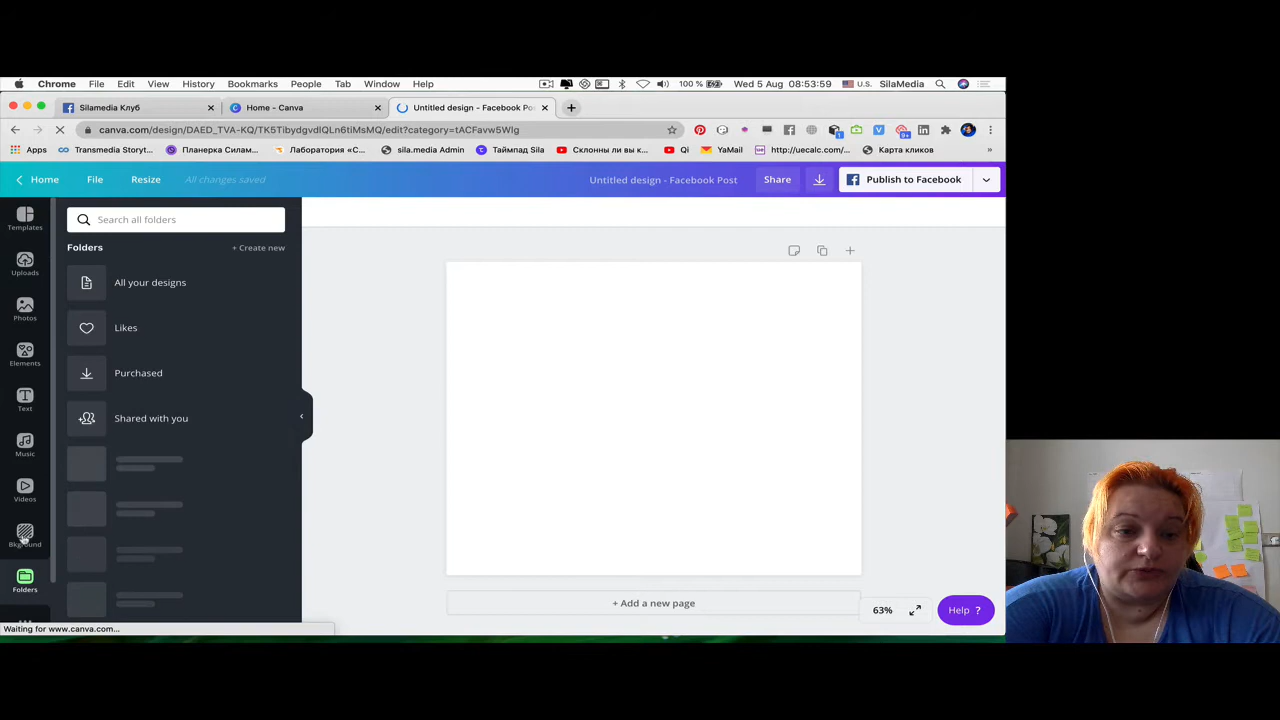 Chrome File Edit View History Bookmarks People Tab Window Help 100 % Wed 5 Aug 08:53:59 U.S. SilaMedia
Silamedia Клуб Home - Canva Untitled design - Facebook Po
canva.com/design/DAED_TVA-KQ/TK5TibydgvdlQLn6tiMsMQ/edit?category=tACFavw5WIg
Apps Transmedia Storyt... Планерка Силам... Лаборатория «С... sila.media Admin Таймпад Sila Склонны ли вы к... Qi YaMail http://uecalc.com/... Карта кликов »
Home File Resize All changes saved Untitled design - Facebook Post Share Publish to Facebook
Templates
Search all folders
Folders + Create new
Uploads
All your designs
Photos
Likes
Elements
Purchased
Text
Shared with you
Music
Videos
Bkground
Folders
+ Add a new page
63% Help ?
Waiting for www.canva.com...